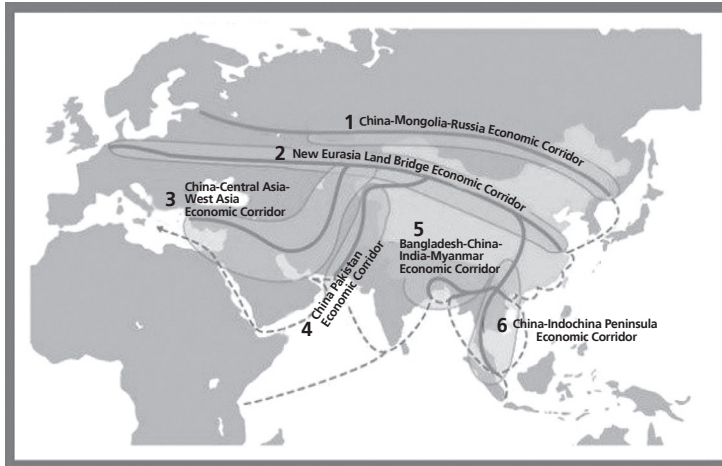 1 China-Mongolia-Russia Economic Corridor
2 New Eurasia Land Bridge Economic Corridor
3 China-Central Asia-
West Asia
Economic Corridor
4 China Pakistan
Economic Corridor
5
Bangladesh-China-
India-Myanmar
Economic Corridor
6 China-Indochina Peninsula
Economic Corridor